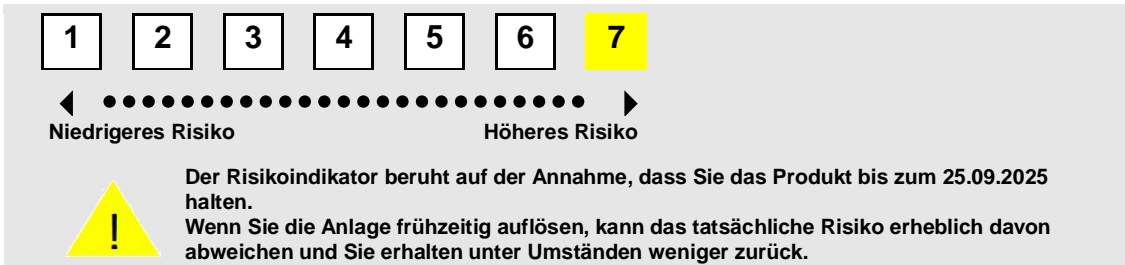 1 2 3 4 5 6 7
Niedrigeres Risiko Höheres Risiko
Der Risikoindikator beruht auf der Annahme, dass Sie das Produkt bis zum 25.09.2025
halten.
Wenn Sie die Anlage frühzeitig auflösen, kann das tatsächliche Risiko erheblich davon
abweichen und Sie erhalten unter Umständen weniger zurück.
!